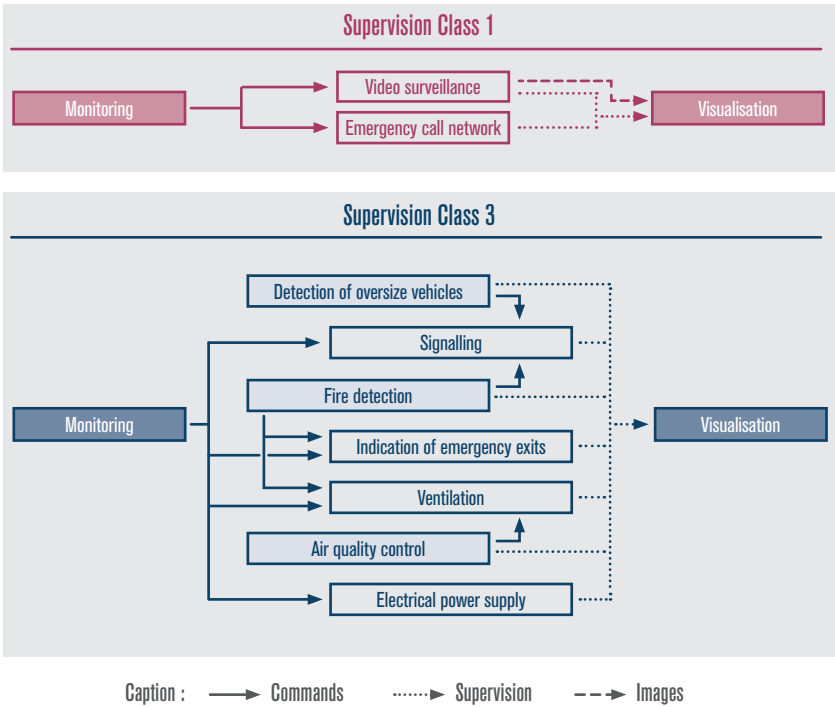 Supervision Class 1
Monitoring
Video surveillance
Emergency call network
Visualisation
Supervision Class 3
Detection of oversize vehicles
Signalling
Fire detection
Monitoring
Visualisation
Indication of emergency exits
Ventilation
Air quality control
Electrical power supply
Caption : Commands Supervision Images